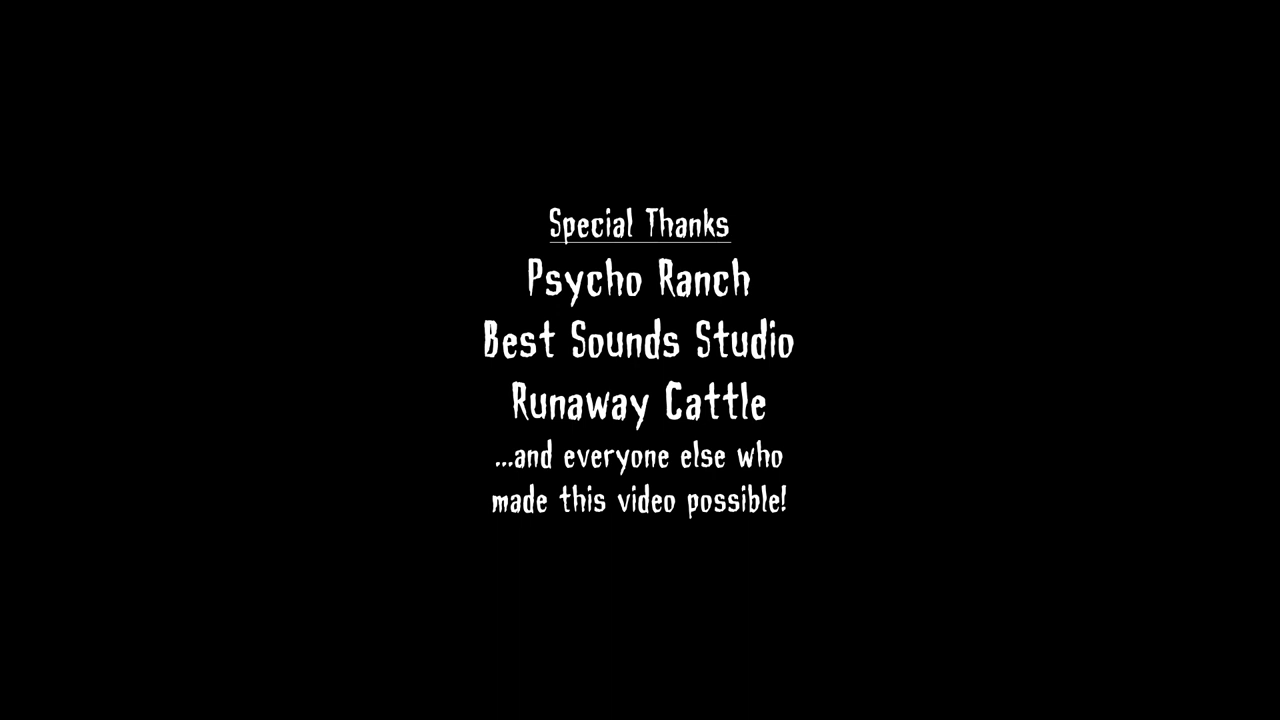 Special Thanks
Psycho Ranch
Best Sounds Studio
Runaway Cattle
...and everyone else who
made this video possible!